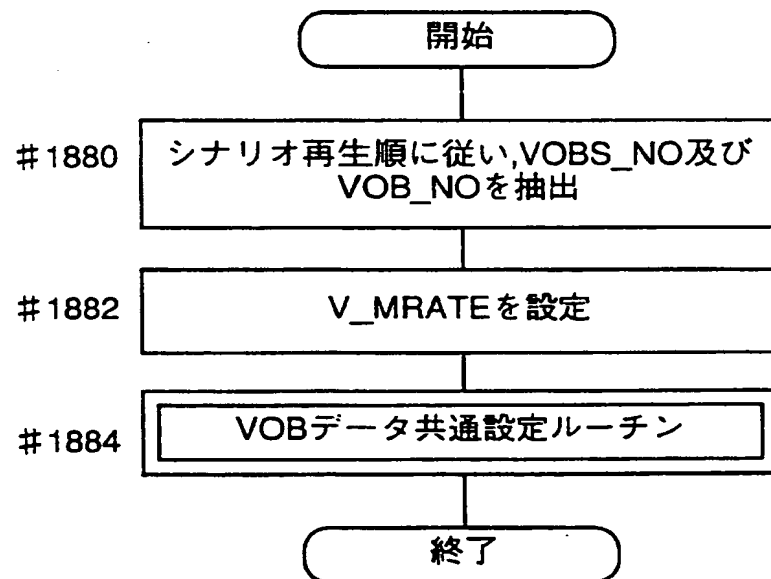 開始
#1880
シナリオ再生順に従い,VOBS_NO及び
VOB_NOを抽出
#1882
V_MRATEを設定
#1884
VOBデータ共通設定ルーチン
終了